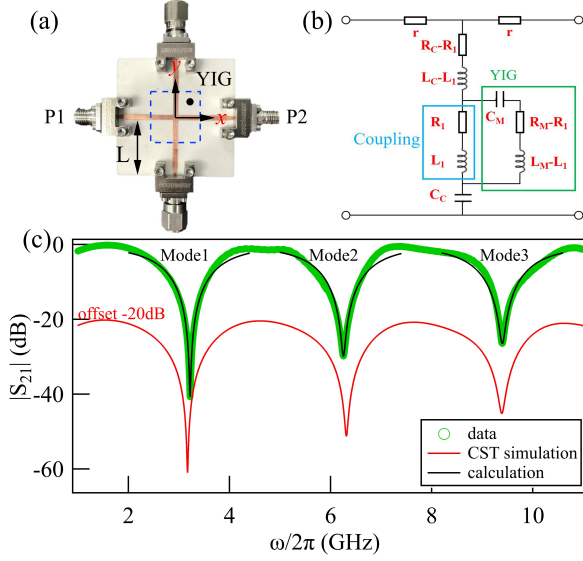 (a)
y
YIG
P1
P2
x
L
(b)
r
r
R_C-R_1
L_C-L_1
YIG
C_M
R_1
R_M-R_1
Coupling
L_1
L_M-L_1
C_C
(c)
0
Mode1
Mode2
Mode3
offset -20dB
-20
-40
-60
|S_21| (dB)
data
CST simulation
calculation
2
4
6
8
10
ω/2π (GHz)